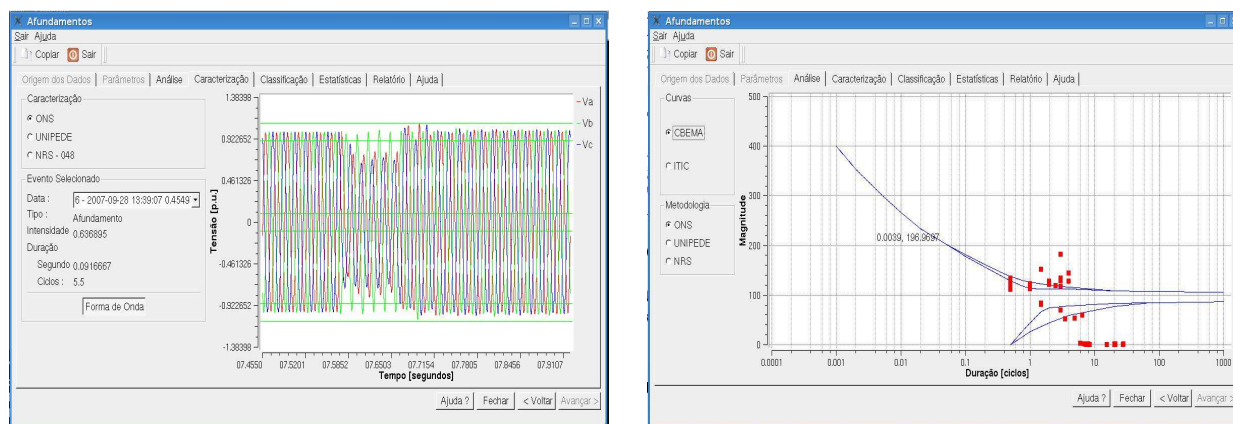 Afundamentos
Sair Ajuda
Copiar Sair
Origem dos Dados Parâmetros Análise Caracterização Classificação Estatísticas Relatório Ajuda
Caracterização
ONS
UNIPEDE
NRS - 048
Evento Selecionado
Data : 6 - 2007-09-28 13:39:07 0.4549
Tipo : Afundamento
Intensidade 0.636895
Duração
Segundo 0.0916667
Ciclos : 5.5
Forma de Onda
Tensão [p.u.]
1.38398
0.922652
0.461326
0
-0.461326
-0.922652
-1.38398
Va
Vb
Vc
07.4550 07.5201 07.5852 07.6503 07.7154 07.7805 07.8456 07.9107
Tempo [segundos]
Ajuda ? Fechar < Voltar Avançar >
Afundamentos
Sair Ajuda
Copiar Sair
Origem dos Dados Parâmetros Análise Caracterização Classificação Estatísticas Relatório Ajuda
Curvas
CBEMA
ITIC
Metodologia
ONS
UNIPEDE
NRS
Magnitude
500
400
300
200
100
0
0.0039, 196.9697
0.0001 0.001 0.01 0.1 1 10 100 1000
Duração [ciclos]
Ajuda ? Fechar < Voltar Avançar >